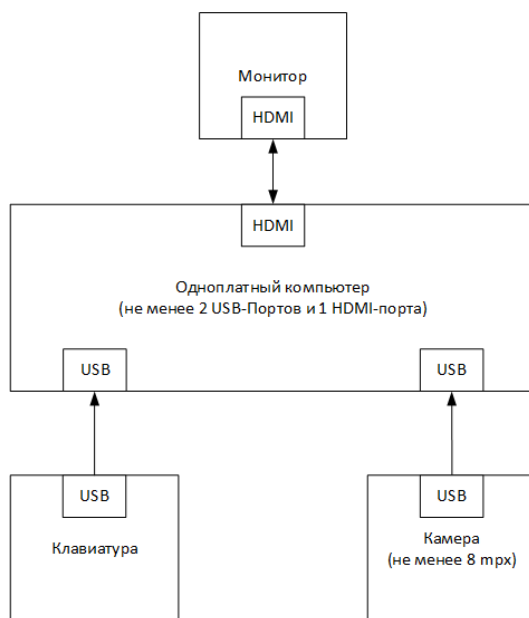 Монитор
HDMI
HDMI
Одноплатный компьютер
(не менее 2 USB-Портов и 1 HDMI-порта)
USB
USB
USB
USB
Клавиатура
Камера
(не менее 8 mpx)